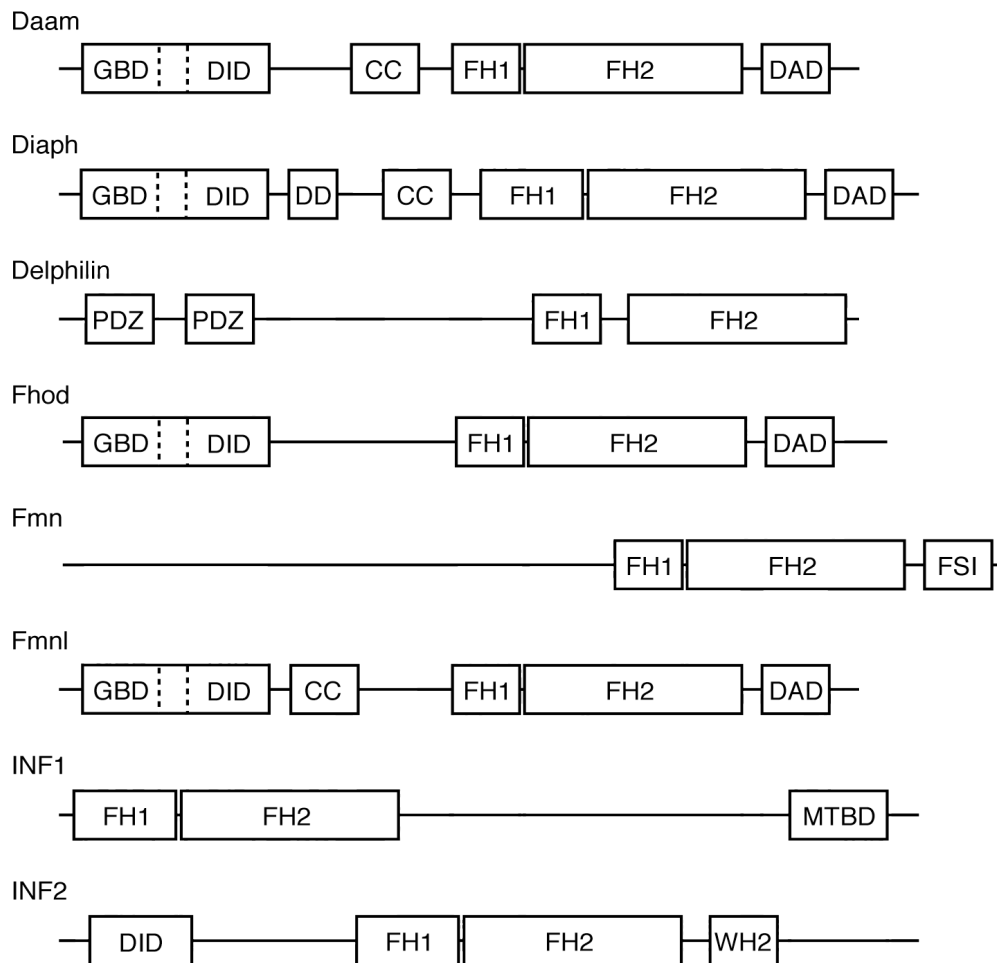 Daam
GBD DID CC FH1 FH2 DAD
Diaph
GBD DID DD CC FH1 FH2 DAD
Delphilin
PDZ PDZ FH1 FH2
Fhod
GBD DID FH1 FH2 DAD
Fmn
FH1 FH2 FSI
Fmnl
GBD DID CC FH1 FH2 DAD
INF1
FH1 FH2 MTBD
INF2
DID FH1 FH2 WH2